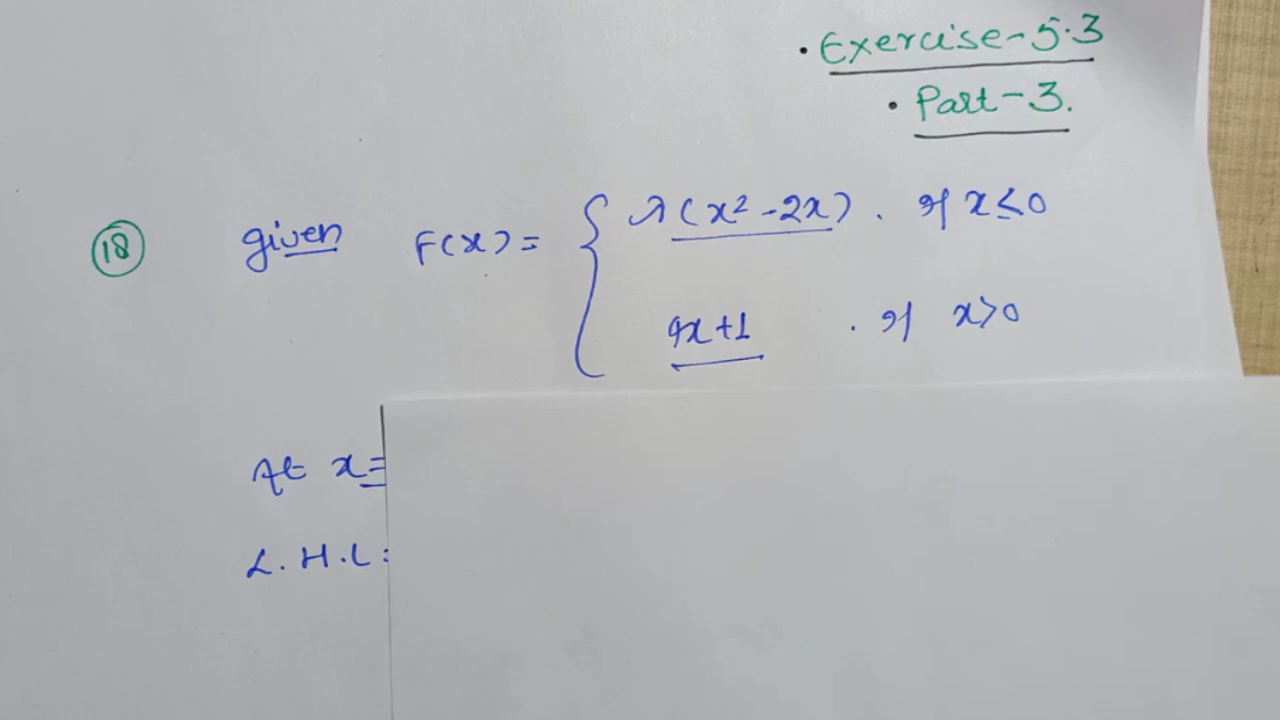 • Exercise-5.3
• Part-3.
18 given F(x) = { λ(x²-2x) . if x≤0
4x+1 . if x>0
At x=
L.H.L: